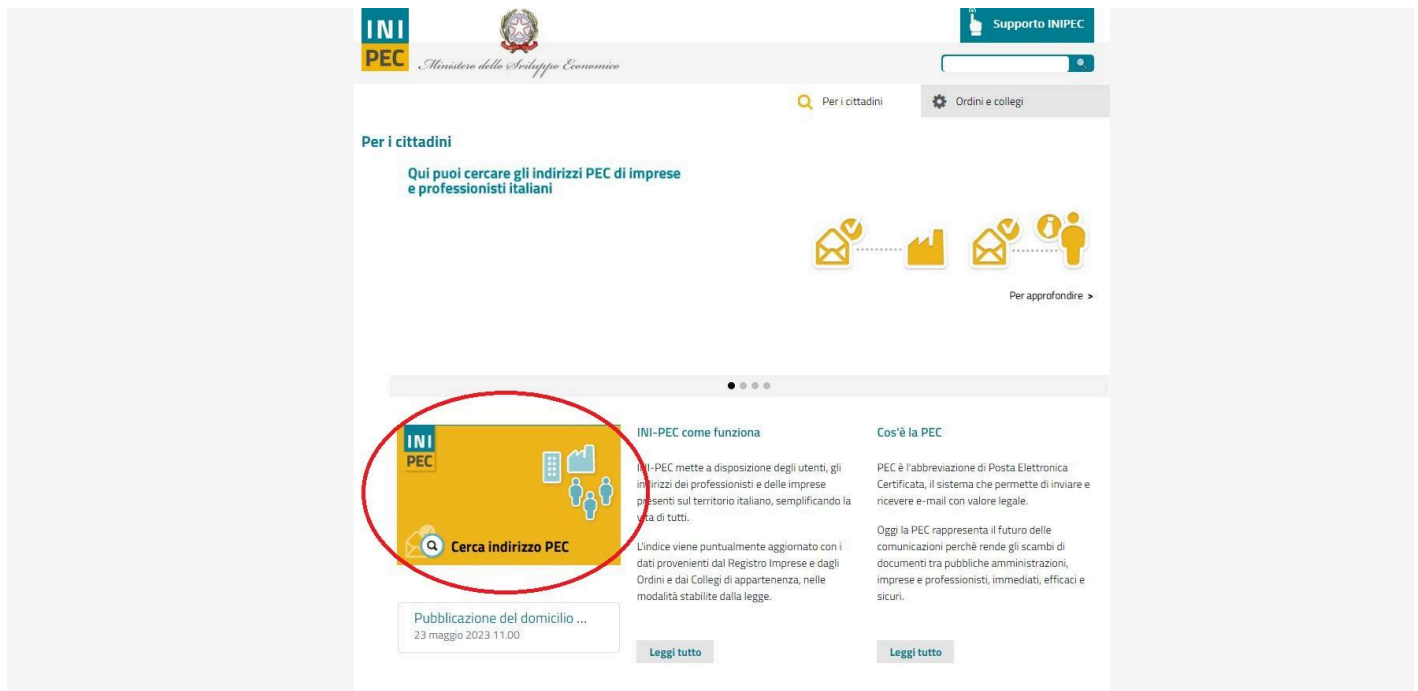 INI
PEC
Ministero dello Sviluppo Economico
Supporto INIPEC
Per i cittadini
Ordini e collegi
Per i cittadini
Qui puoi cercare gli indirizzi PEC di imprese
e professionisti italiani
Per approfondire >
INI
PEC
Cerca indirizzo PEC
Pubblicazione del domicilio ...
23 maggio 2023 11.00
INI-PEC come funziona
INI-PEC mette a disposizione degli utenti, gli
indirizzi dei professionisti e delle imprese
presenti sul territorio italiano, semplificando la
vita di tutti.
L'indice viene puntualmente aggiornato con i
dati provenienti dal Registro Imprese e dagli
Ordini e dai Collegi di appartenenza, nelle
modalità stabilite dalla legge.
Leggi tutto
Cos'è la PEC
PEC è l'abbreviazione di Posta Elettronica
Certificata, il sistema che permette di inviare e
ricevere e-mail con valore legale.
Oggi la PEC rappresenta il futuro delle
comunicazioni perchè rende gli scambi di
documenti tra pubbliche amministrazioni,
imprese e professionisti, immediati, efficaci e
sicuri.
Leggi tutto